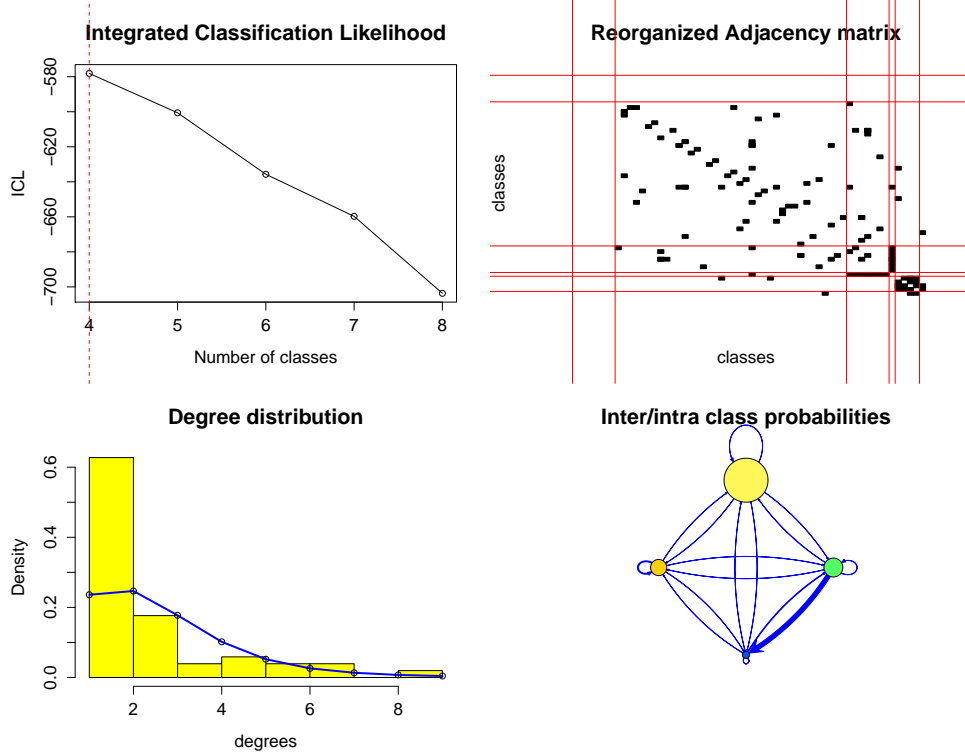 Integrated Classification Likelihood
ICL
−580
−620
−660
−700
4
5
6
7
8
Number of classes
Reorganized Adjacency matrix
classes
classes
Degree distribution
Density
0.6
0.4
0.2
0.0
2
4
6
8
degrees
Inter/intra class probabilities